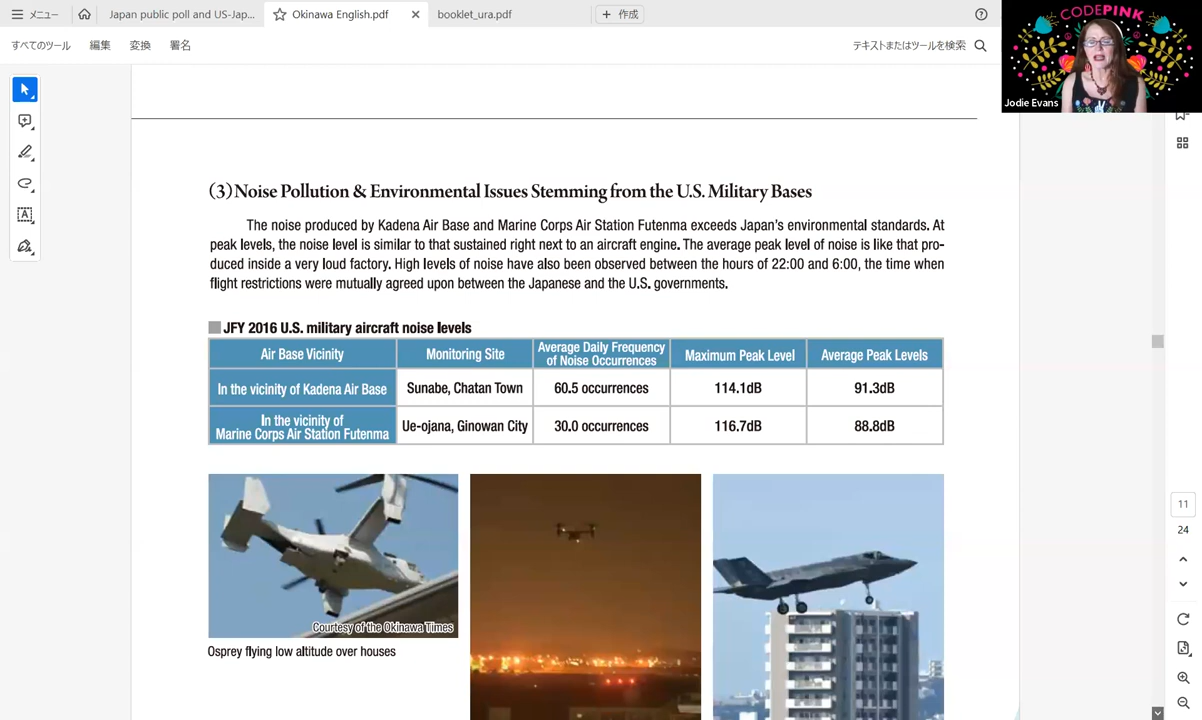 メニュー
Japan public poll and US-Jap...
Okinawa English.pdf
booklet_ura.pdf
作成
すべてのツール
編集
変換
署名
テキストまたはツールを検索
CODEPINK
Jodie Evans
(3)Noise Pollution & Environmental Issues Stemming from the U.S. Military Bases
The noise produced by Kadena Air Base and Marine Corps Air Station Futenma exceeds Japan's environmental standards. At
peak levels, the noise level is similar to that sustained right next to an aircraft engine. The average peak level of noise is like that pro-
duced inside a very loud factory. High levels of noise have also been observed between the hours of 22:00 and 6:00, the time when
flight restrictions were mutually agreed upon between the Japanese and the U.S. governments.
JFY 2016 U.S. military aircraft noise levels
Air Base Vicinity
Monitoring Site
Average Daily Frequency
of Noise Occurrences
Maximum Peak Level
Average Peak Levels
In the vicinity of Kadena Air Base
Sunabe, Chatan Town
60.5 occurrences
114.1dB
91.3dB
In the vicinity of
Marine Corps Air Station Futenma
Ue-ojana, Ginowan City
30.0 occurrences
116.7dB
88.8dB
Courtesy of the Okinawa Times
Osprey flying low altitude over houses
11
24